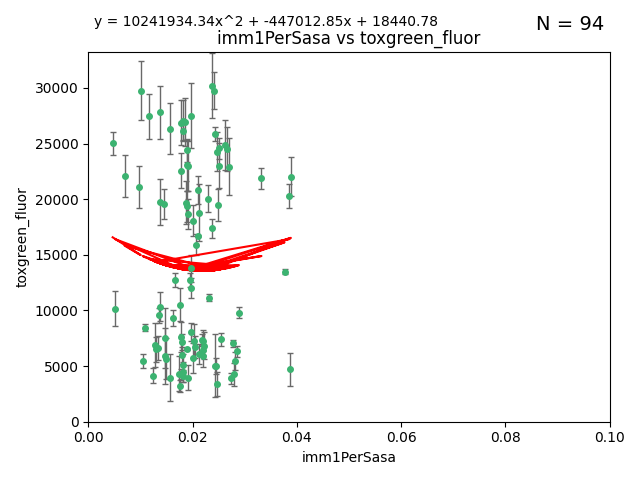 y = 10241934.34x^2 + -447012.85x + 18440.78
N = 94
imm1PerSasa vs toxgreen_fluor
toxgreen_fluor
30000
25000
20000
15000
10000
5000
0
0.00 0.02 0.04 0.06 0.08 0.10
imm1PerSasa